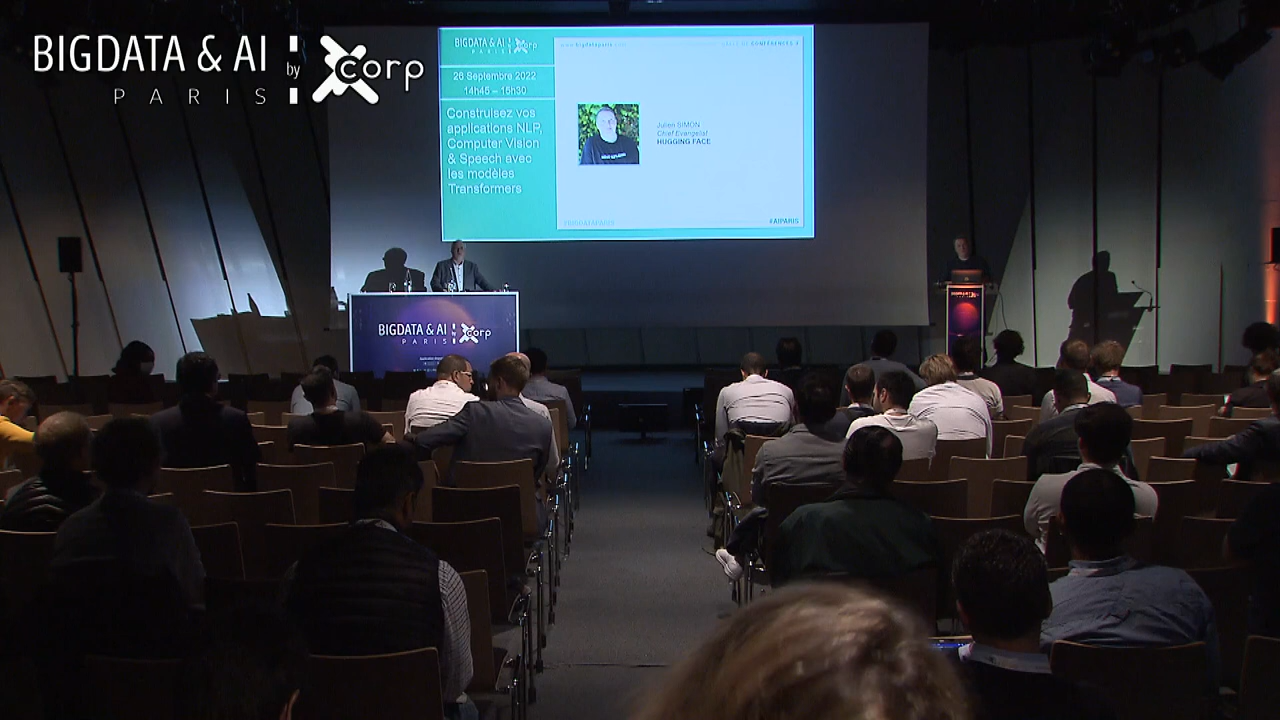 BIGDATA & AI
PARIS
by
corp
BIGDATA & AI
PARIS
corp
26 Septembre 2022
14h45 – 15h30
Construisez vos
applications NLP,
Computer Vision
& Speech avec
les modèles
Transformers
Julien SIMON
Chief Evangelist
HUGGING FACE
#AIPARIS
BIGDATA & AI
PARIS
by
corp